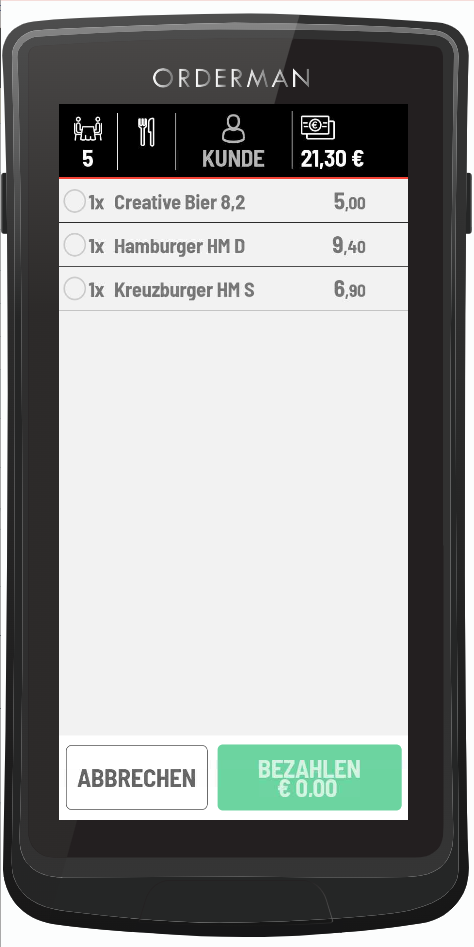 ORDERMAN
5 KUNDE 21,30 €
1x Creative Bier 8,2 5,00
1x Hamburger HM D 9,40
1x Kreuzburger HM S 6,90
ABBRECHEN
BEZAHLEN
€ 0.00